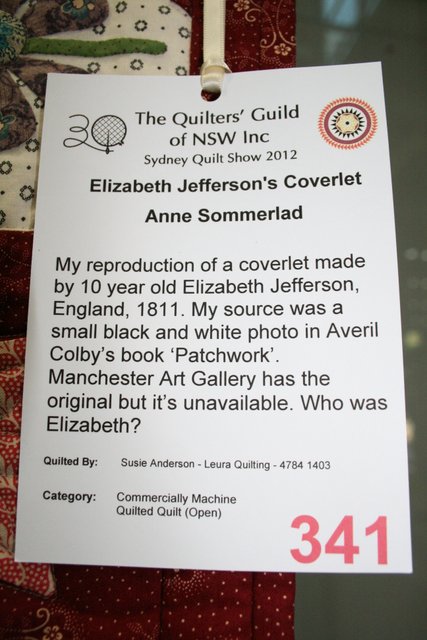 30
The Quilters' Guild
of NSW Inc
Sydney Quilt Show 2012
Elizabeth Jefferson's Coverlet
Anne Sommerlad
My reproduction of a coverlet made
by 10 year old Elizabeth Jefferson,
England, 1811. My source was a
small black and white photo in Averil
Colby's book 'Patchwork'.
Manchester Art Gallery has the
original but it's unavailable. Who was
Elizabeth?
Quilted By: Susie Anderson - Leura Quilting - 4784 1403
Category: Commercially Machine
Quilted Quilt (Open)
341